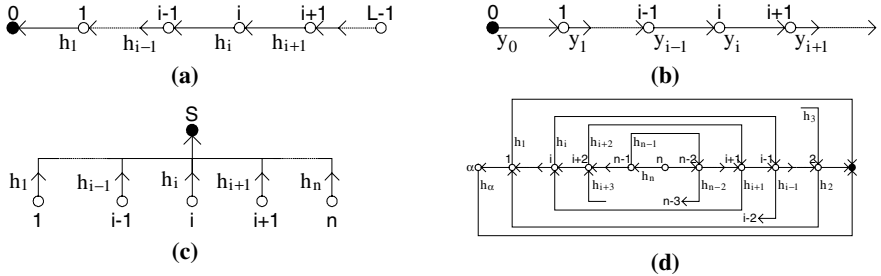 0 1 i-1 i i+1 L-1
h1 hi−1 hi hi+1
(a)
0 1 i-1 i i+1
y0 y1 yi−1 yi yi+1
(b)
S
h1 hi−1 hi hi+1 hn
1 i-1 i i+1 n
(c)
h1 hi hi+2 hn−1 h3
α 1 i i+2 n-1 n n-2 i+1 i-1 2
hα hi+3 hn hn−2 hi+1 hi−1 h2
n-3 i-2
(d)